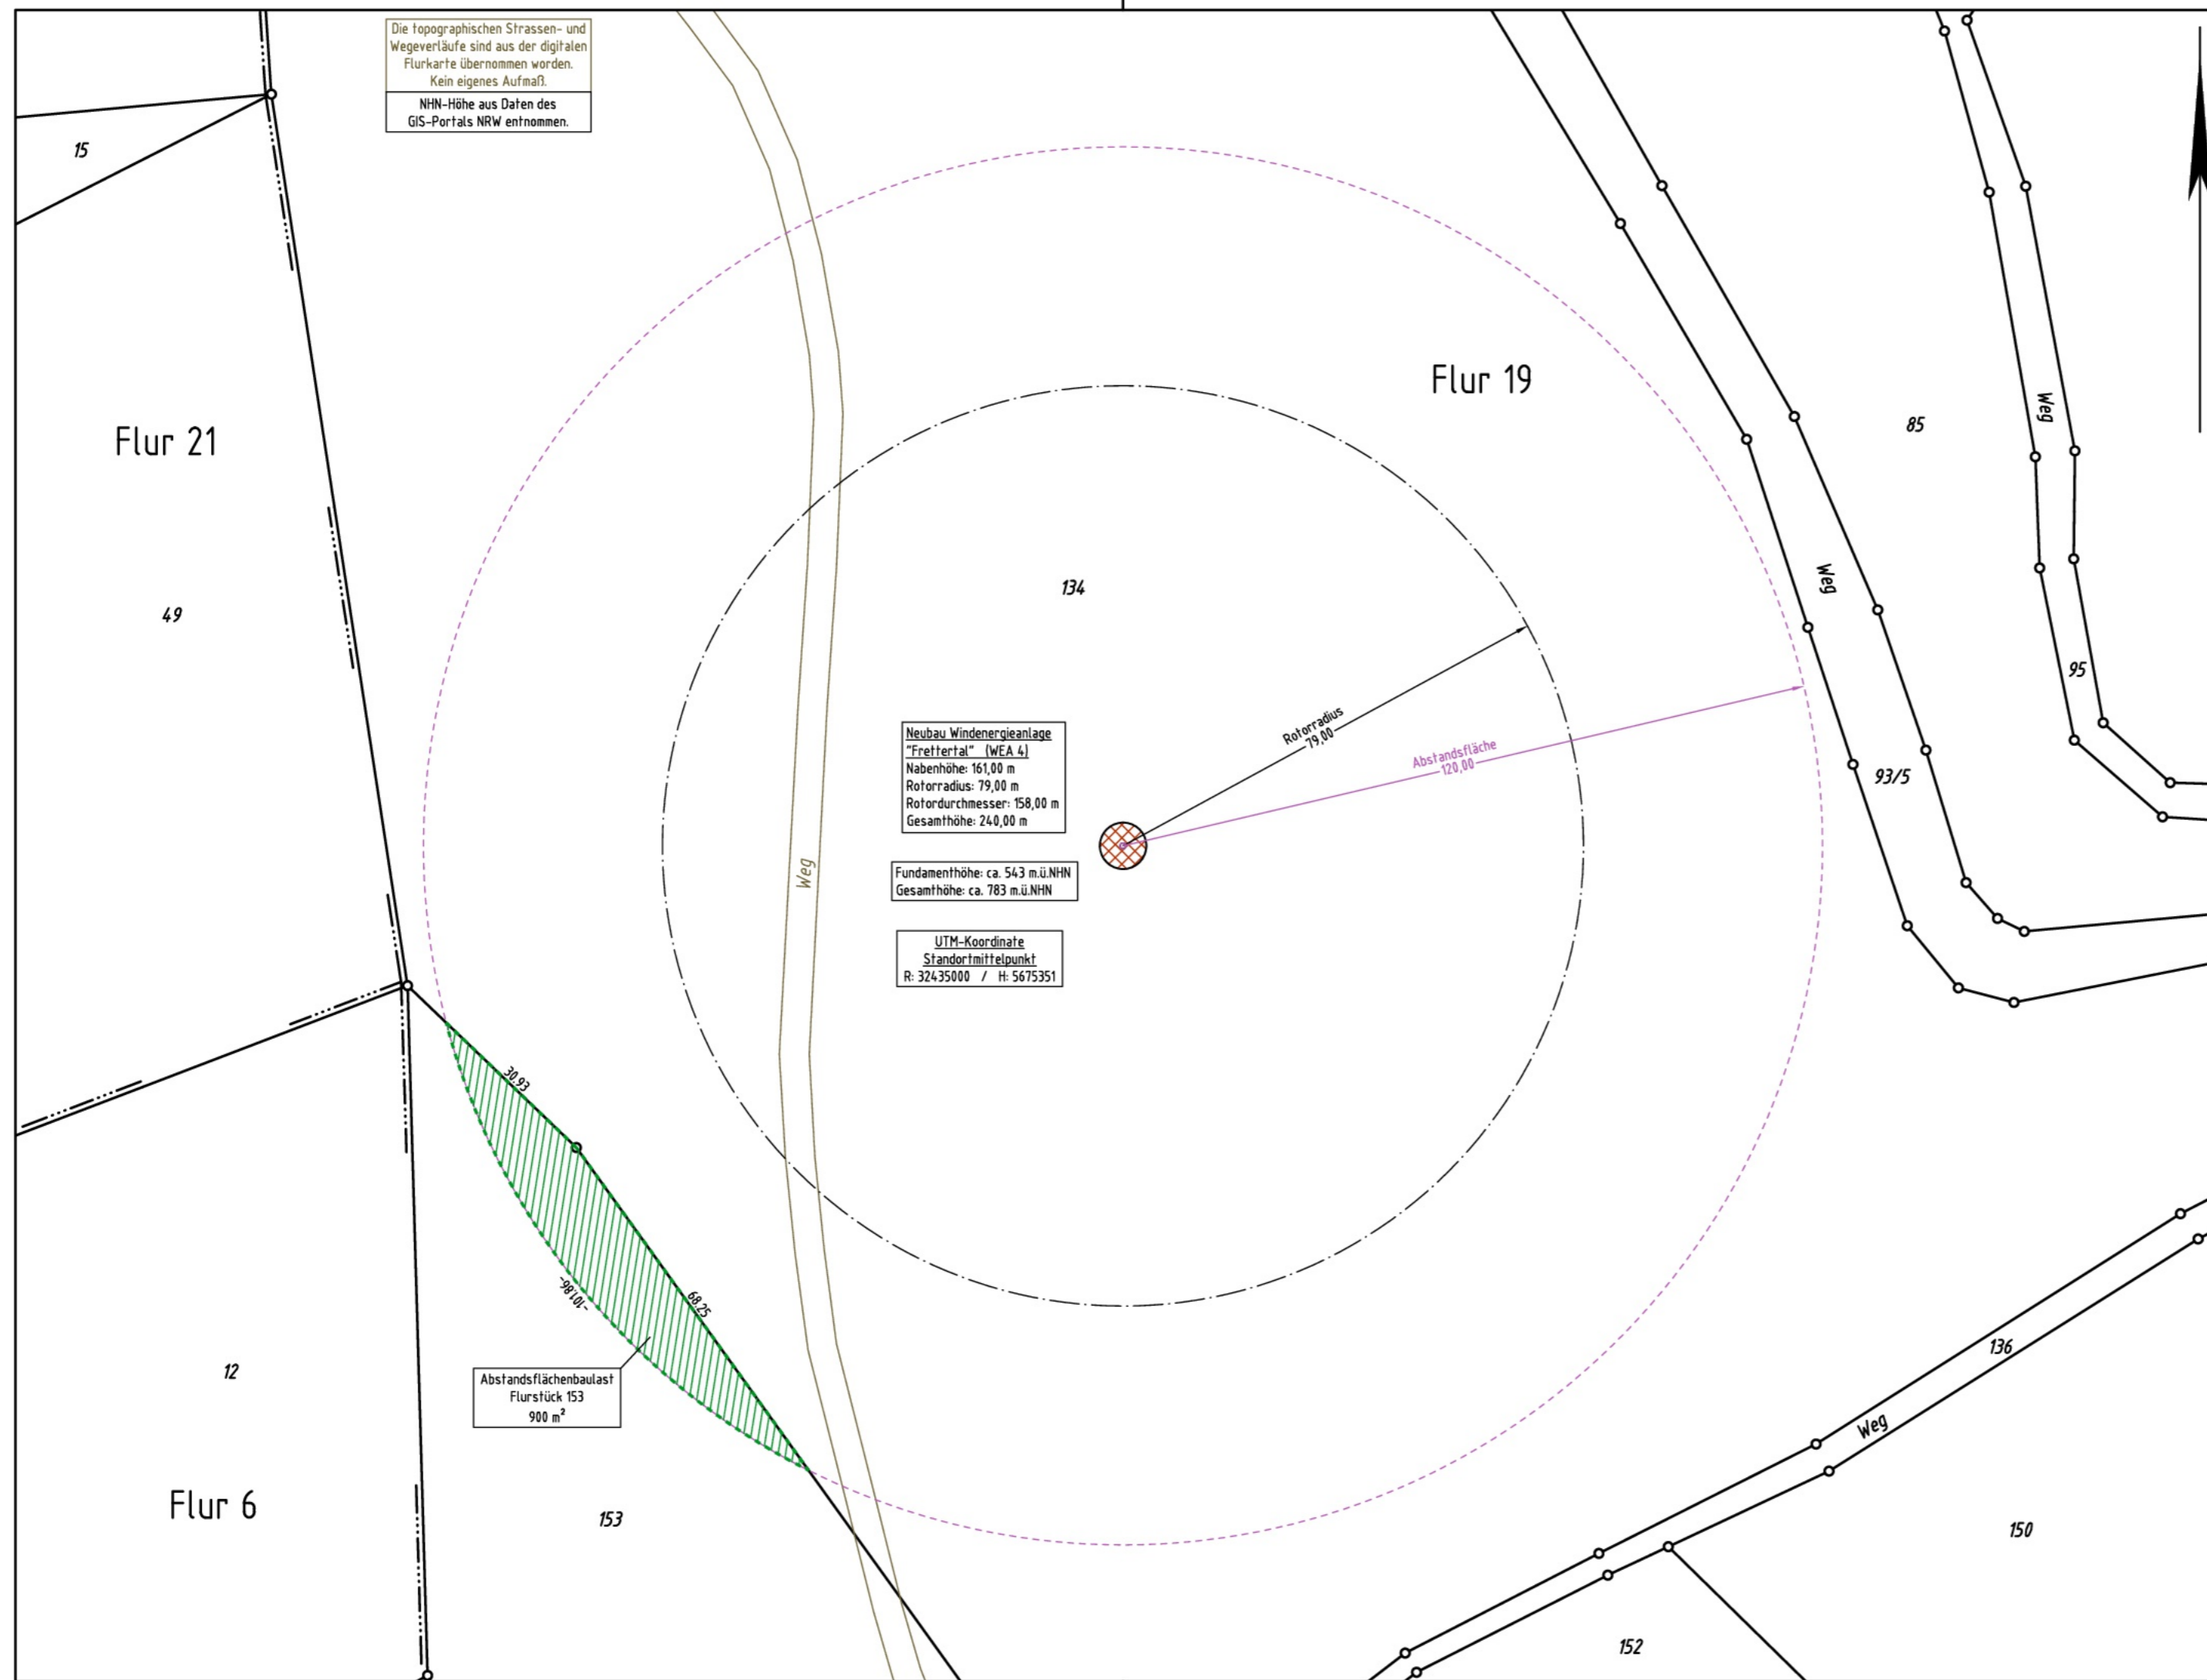 Die topographischen Strassen- und
Wegeverläufe sind aus der digitalen
Flurkarte übernommen worden.
Kein eigenes Aufmaß.
NHN-Höhe aus Daten des
GIS-Portals NRW entnommen.
15
Flur 19
Flur 21
85
Weg
134
Weg
49
95
Rotorradius
79,00
Abstandsfläche
120,00
93/5
Neubau Windenergieanlage
"Frettertal" (WEA 4)
Nabenhöhe: 161,00 m
Rotorradius: 79,00 m
Rotordurchmesser: 158,00 m
Gesamthöhe: 240,00 m
Weg
Fundamenthöhe: ca. 543 m.ü.NHN
Gesamthöhe: ca. 783 m.ü.NHN
UTM-Koordinate
Standortmittelpunkt
R: 32435000 / H: 5675351
30.93
68.25
-101.86-
136
12
Abstandsflächenbaulast
Flurstück 153
900 m²
Weg
Flur 6
153
150
152